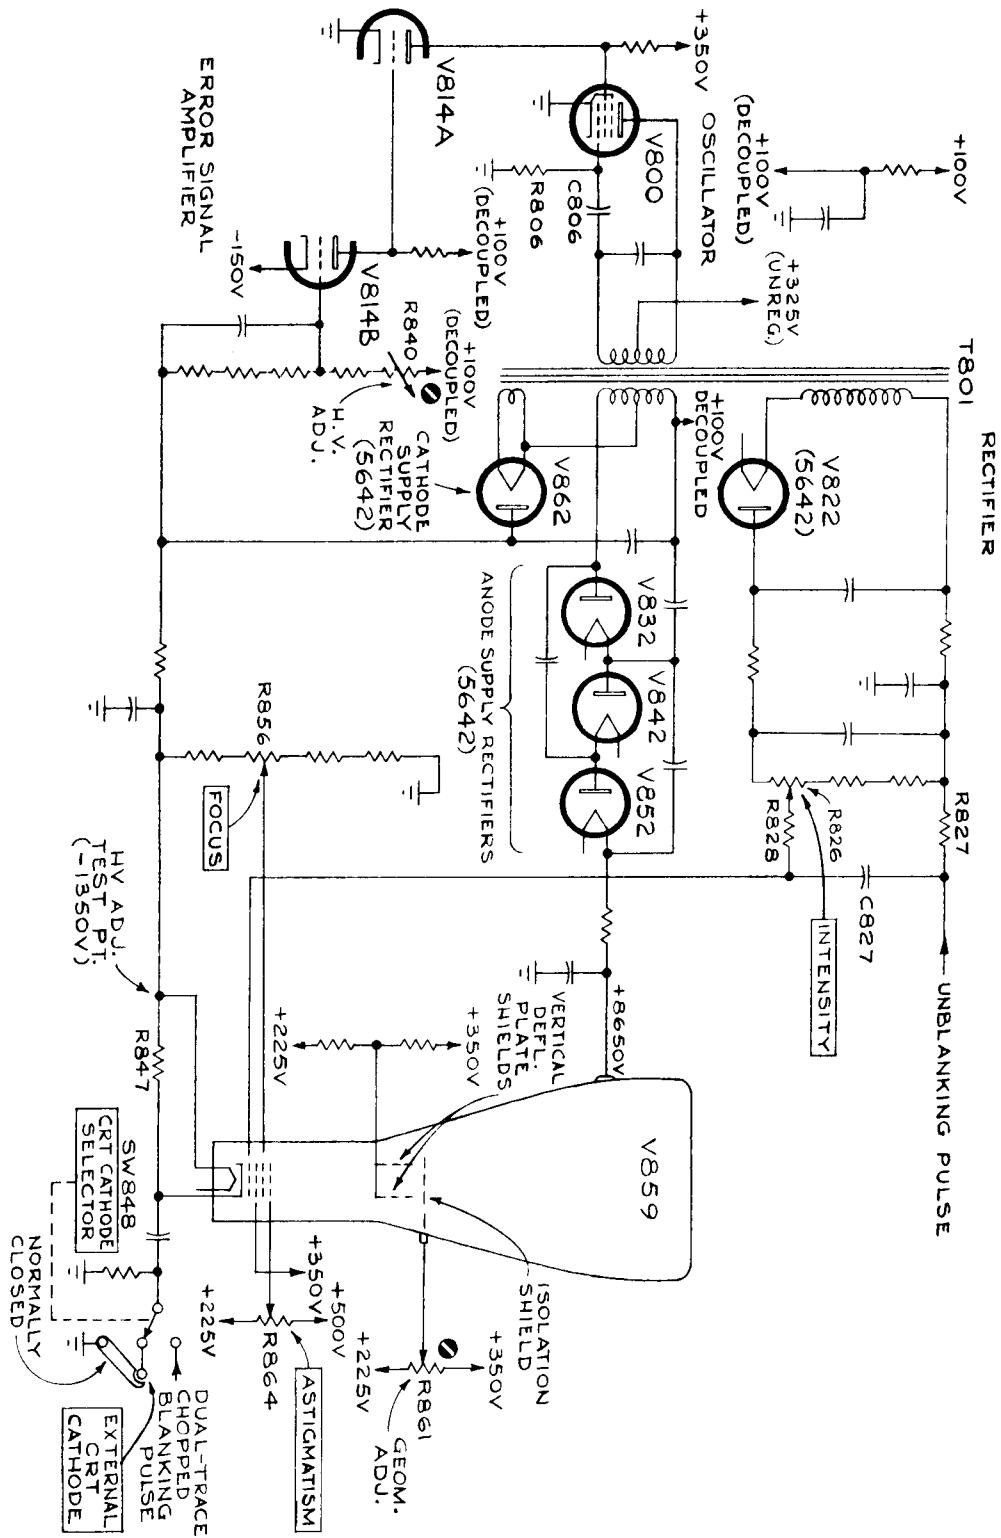 RECTIFIER
T801
+100V
+100V
(DECOUPLED)
+325V
(UNREG.)
+350V
OSCILLATOR
V800
C806
R806
V814A
+100V
(DECOUPLED)
ERROR SIGNAL
AMPLIFIER
-150V
V814B
R840
+100V
(DECOUPLED)
H.V.
ADJ.
CATHODE
SUPPLY
RECTIFIER
(5642)
V862
+100V
DECOUPLED
V822
(5642)
V832
V842
V852
ANODE SUPPLY RECTIFIERS
(5642)
R827
R826
R828
C827
INTENSITY
UNBLANKING PULSE
R856
FOCUS
HV ADJ.
TEST PT.
(-1350V)
R847
+8650V
VERTICAL
DEFL.
PLATE
SHIELDS
+350V
+225V
V859
ISOLATION
SHIELD
+350V
R861
+225V
GEOM.
ADJ.
+500V
+350V
R864
+225V
ASTIGMATISM
SW848
CRT CATHODE
SELECTOR
NORMALLY
CLOSED
DUAL-TRACE
CHOPPED
BLANKING
PULSE
EXTERNAL
CRT
CATHODE